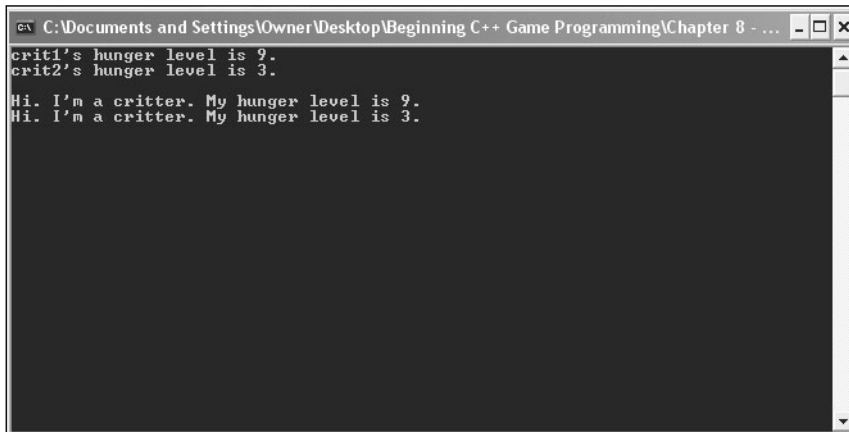 C:\Documents and Settings\Owner\Desktop\Beginning C++ Game Programming\Chapter 8 - ...
crit1's hunger level is 9.
crit2's hunger level is 3.
Hi. I'm a critter. My hunger level is 9.
Hi. I'm a critter. My hunger level is 3.